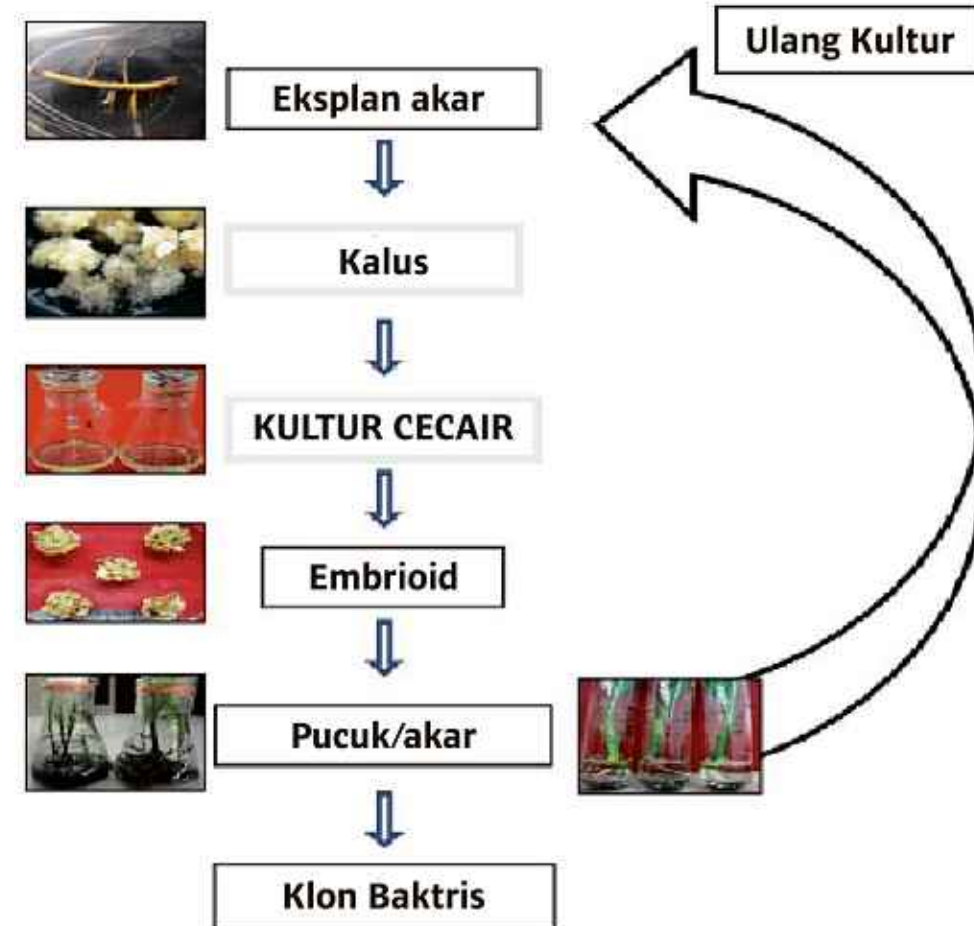 Ulang Kultur
Eksplan akar
Kalus
KULTUR CECAIR
Embrioid
Pucuk/akar
Klon Baktris